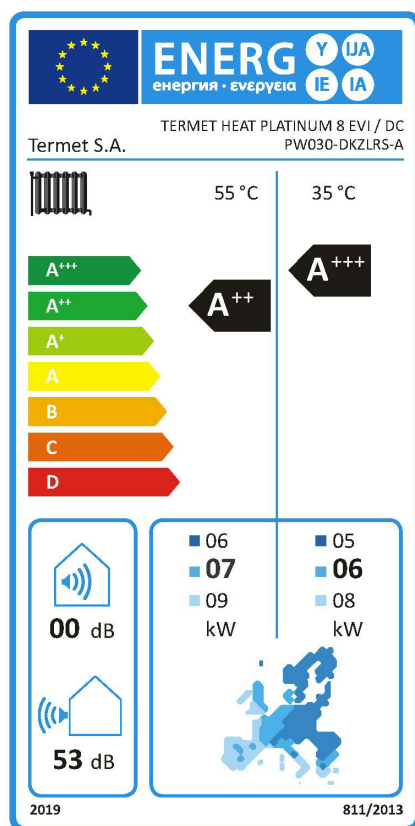 ENERG Y IJA
енергия · ενεργεια IE IA
TERMET HEAT PLATINUM 8 EVI / DC
Termet S.A. PW030-DKZLRS-A
55 °C 35 °C
A+++
A+++
A++
A++
A+
A
B
C
D
06 05
07 06
09 08
kW kW
00 dB
53 dB
2019 811/2013